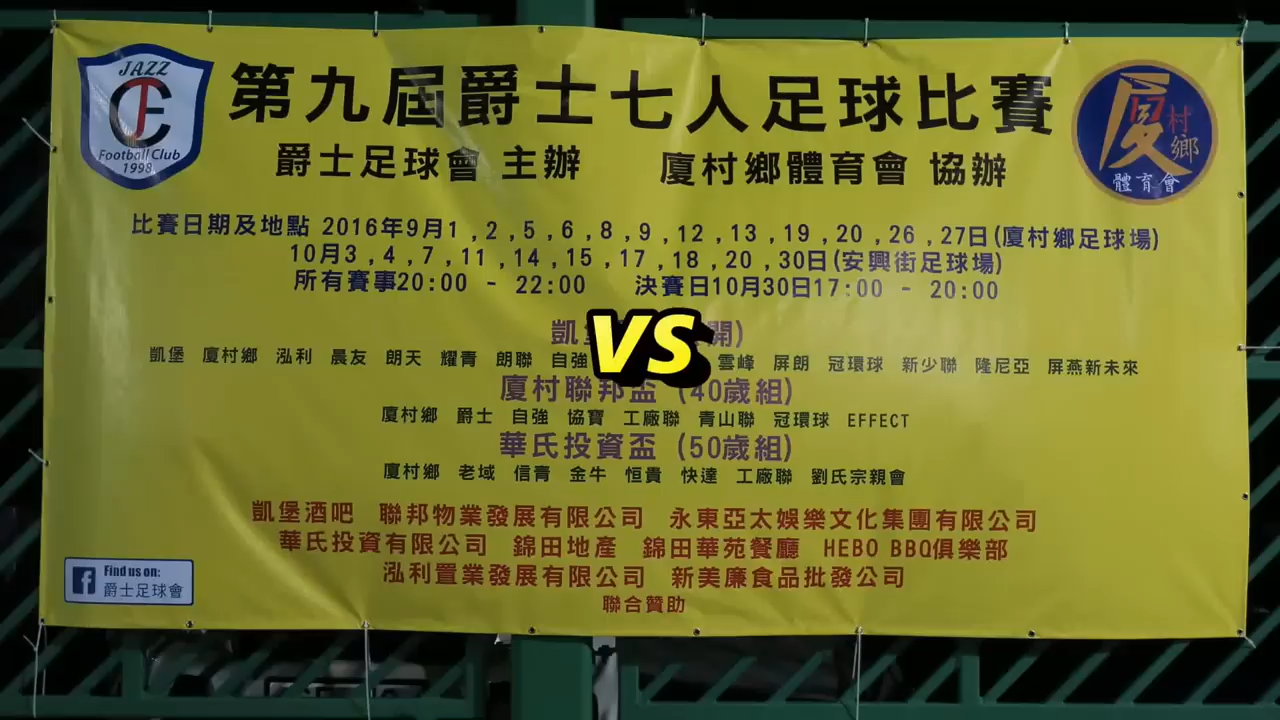 JAZZ
FC
Football Club
1998
第九屆爵士七人足球比賽
廈村鄉
體育會
爵士足球會 主辦 廈村鄉體育會 協辦
比賽日期及地點 2016年9月1 ,2 ,5 ,6 ,8 ,9 ,12 ,13 ,19 ,20 ,26 ,27日(廈村鄉足球場)
10月3 ,4 ,7 ,11 ,14 ,15 ,17 ,18 ,20 ,30日(安興街足球場)
所有賽事20:00 - 22:00 決賽日10月30日17:00 - 20:00
VS
凱堡 開)
凱堡 廈村鄉 泓利 晨友 朗天 耀青 朗聯 自強 雲峰 屏朗 冠環球 新少聯 隆尼亞 屏燕新未來
廈村聯邦盃 (40歲組)
廈村鄉 爵士 自強 協寶 工廠聯 青山聯 冠環球 EFFECT
華氏投資盃 (50歲組)
廈村鄉 老域 信青 金牛 恒貴 快達 工廠聯 劉氏宗親會
凱堡酒吧 聯邦物業發展有限公司 永東亞太娛樂文化集團有限公司
華氏投資有限公司 錦田地產 錦田華苑餐廳 HEBO BBQ俱樂部
泓利置業發展有限公司 新美廉食品批發公司
聯合贊助
f Find us on:
爵士足球會